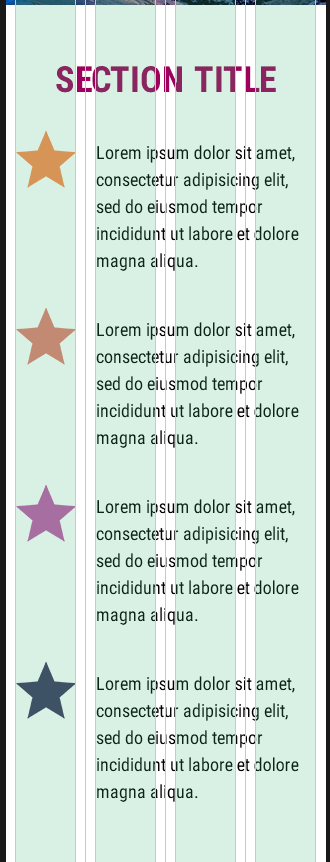 SECTION TITLE
Lorem ipsum dolor sit amet,
consectetur adipisicing elit,
sed do eiusmod tempor
incididunt ut labore et dolore
magna aliqua.
Lorem ipsum dolor sit amet,
consectetur adipisicing elit,
sed do eiusmod tempor
incididunt ut labore et dolore
magna aliqua.
Lorem ipsum dolor sit amet,
consectetur adipisicing elit,
sed do eiusmod tempor
incididunt ut labore et dolore
magna aliqua.
Lorem ipsum dolor sit amet,
consectetur adipisicing elit,
sed do eiusmod tempor
incididunt ut labore et dolore
magna aliqua.